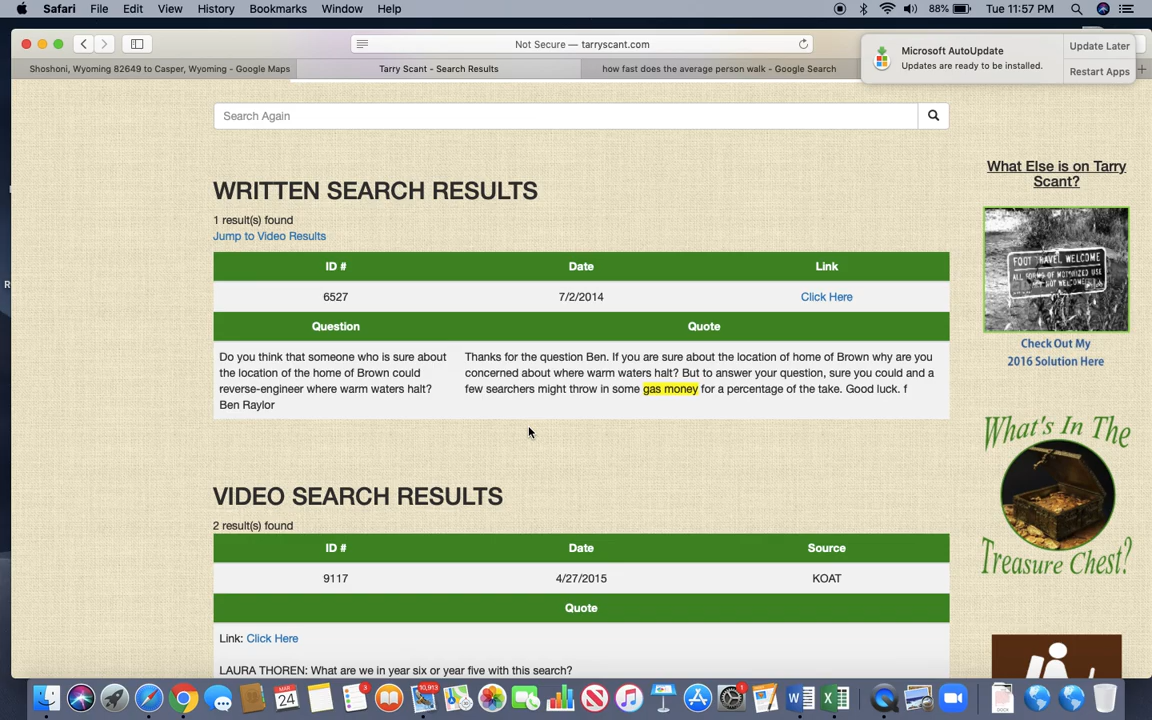 Safari File Edit View History Bookmarks Window Help 88% Tue 11:57 PM
Not Secure — tarryscant.com
Microsoft AutoUpdate Update Later
Updates are ready to be installed. Restart Apps
Shoshoni, Wyoming 82649 to Casper, Wyoming - Google Maps Tarry Scant - Search Results how fast does the average person walk - Google Search
Search Again
What Else is on Tarry
Scant?
FOOT TRAVEL WELCOME
Check Out My
2016 Solution Here
What's In The
Treasure Chest?
WRITTEN SEARCH RESULTS
1 result(s) found
Jump to Video Results
ID # Date Link
6527 7/2/2014 Click Here
Question Quote
Do you think that someone who is sure about
the location of the home of Brown could
reverse-engineer where warm waters halt?
Ben Raylor
Thanks for the question Ben. If you are sure about the location of home of Brown why are you
concerned about where warm waters halt? But to answer your question, sure you could and a
few searchers might throw in some gas money for a percentage of the take. Good luck. f
VIDEO SEARCH RESULTS
2 result(s) found
ID # Date Source
9117 4/27/2015 KOAT
Quote
Link: Click Here
LAURA THOREN: What are we in year six or year five with this search?
R
3
MAR
24
10,913
1
W
X
DOCX